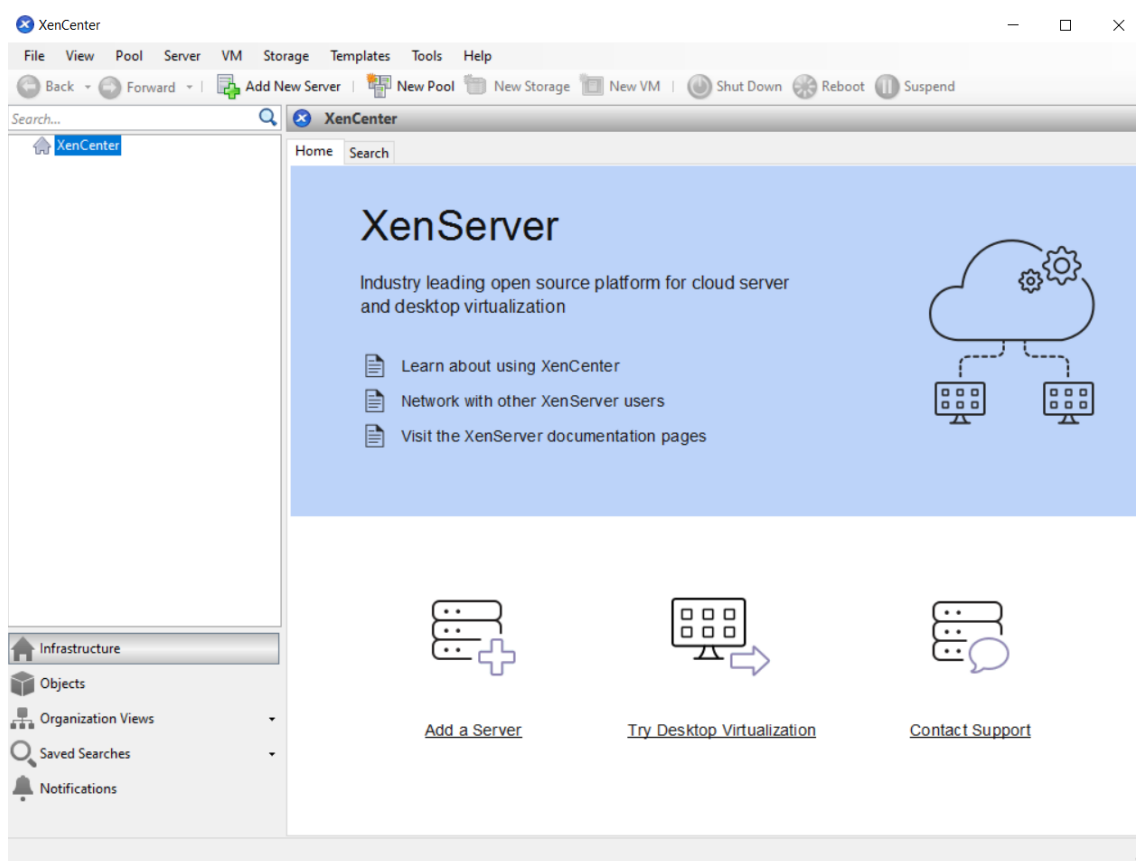 XenCenter
File View Pool Server VM Storage Templates Tools Help
Back Forward Add New Server New Pool New Storage New VM Shut Down Reboot Suspend
Search...
XenCenter
XenCenter
Home Search
XenServer
Industry leading open source platform for cloud server
and desktop virtualization
Learn about using XenCenter
Network with other XenServer users
Visit the XenServer documentation pages
Infrastructure
Objects
Organization Views
Saved Searches
Notifications
Add a Server Try Desktop Virtualization Contact Support